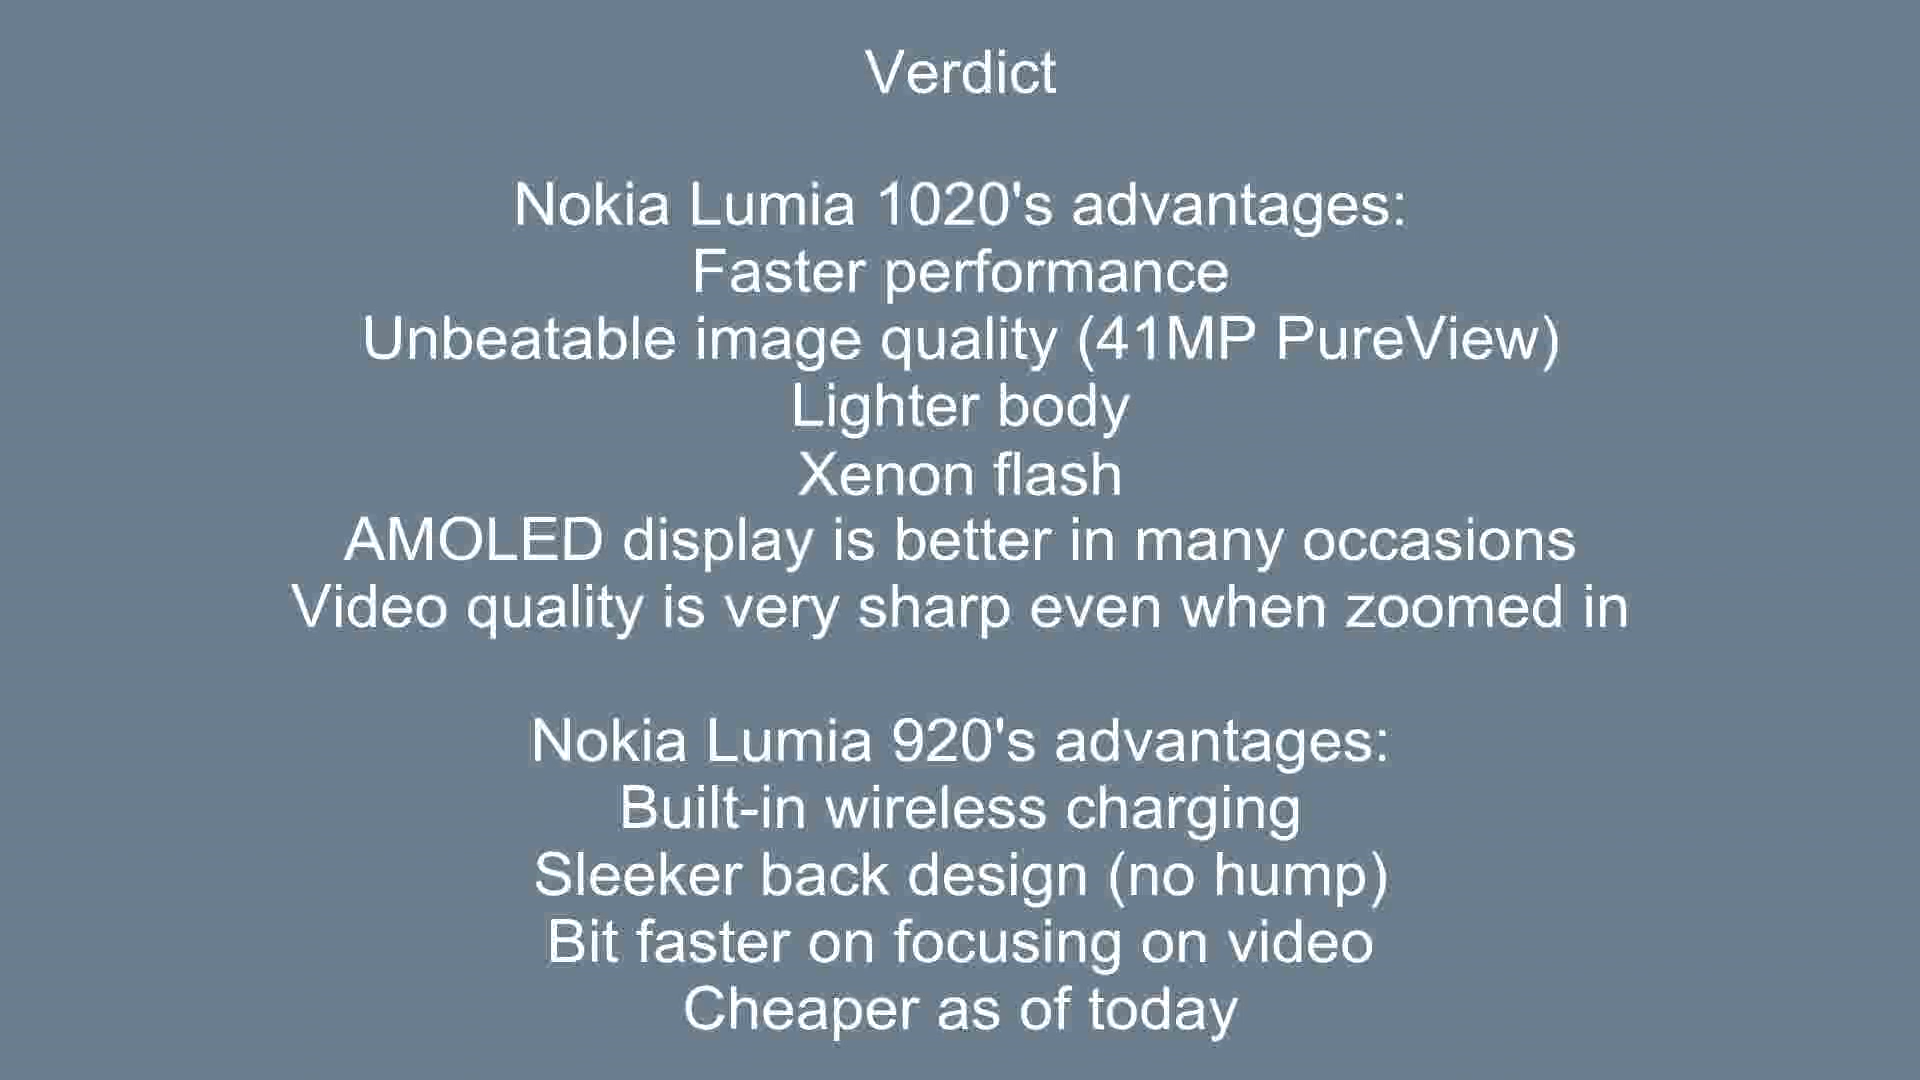 Verdict
Nokia Lumia 1020's advantages:
Faster performance
Unbeatable image quality (41MP PureView)
Lighter body
Xenon flash
AMOLED display is better in many occasions
Video quality is very sharp even when zoomed in
Nokia Lumia 920's advantages:
Built-in wireless charging
Sleeker back design (no hump)
Bit faster on focusing on video
Cheaper as of today